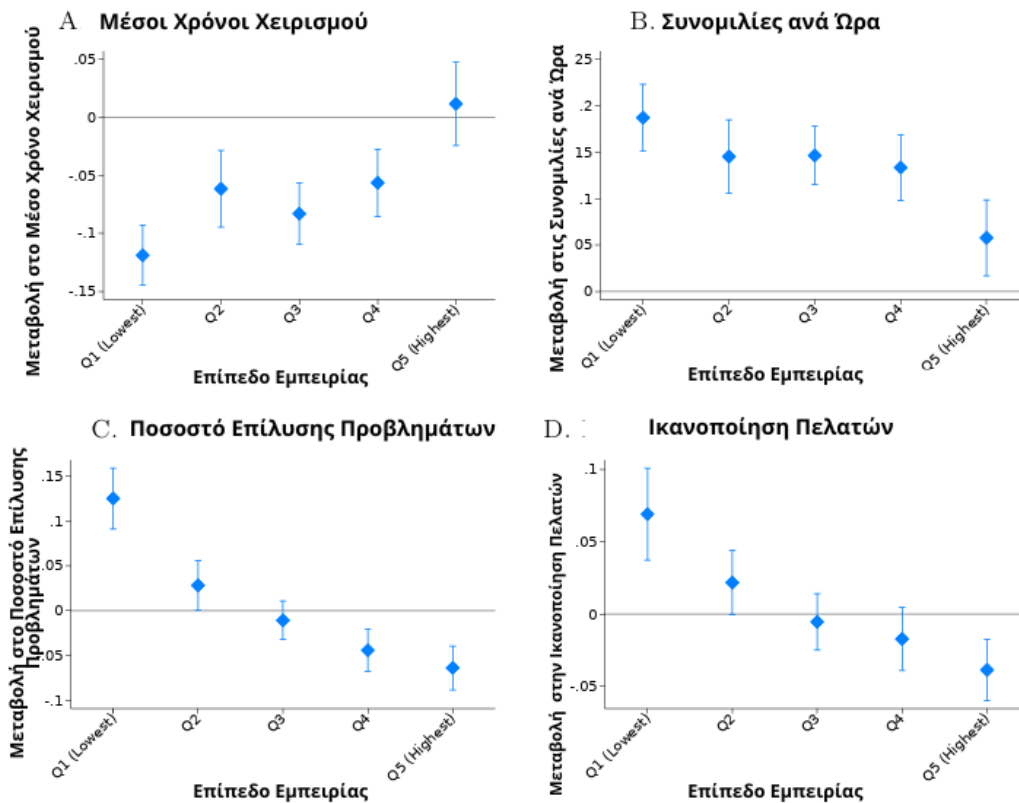 A Μέσοι Χρόνοι Χειρισμού
Μεταβολή στο Μέσο Χρόνο Χειρισμού
.05
0
-.05
-.1
-.15
Q1 (Lowest)
Q2
Q3
Q4
Q5 (Highest)
Επίπεδο Εμπειρίας
B. Συνομιλίες ανά Ώρα
Μεταβολή στις Συνομιλίες ανά Ώρα
25
.2
15
.1
05
0
Q1 (Lowest)
Q2
Q3
Q4
Q5 (Highest)
Επίπεδο Εμπειρίας
C. Ποσοστό Επίλυσης Προβλημάτων
Μεταβολή στο Ποσοστό Επίλυσης
Προβλημάτων
.15
.1
.05
0
.05
-.1
Q1 (Lowest)
Q2
Q3
Q4
Q5 (Highest)
Επίπεδο Εμπειρίας
D. Ικανοποίηση Πελατών
Μεταβολή στην Ικανοποίηση Πελατών
.1
.05
0
-.05
Q1 (Lowest)
Q2
Q3
Q4
Q5 (Highest)
Επίπεδο Εμπειρίας